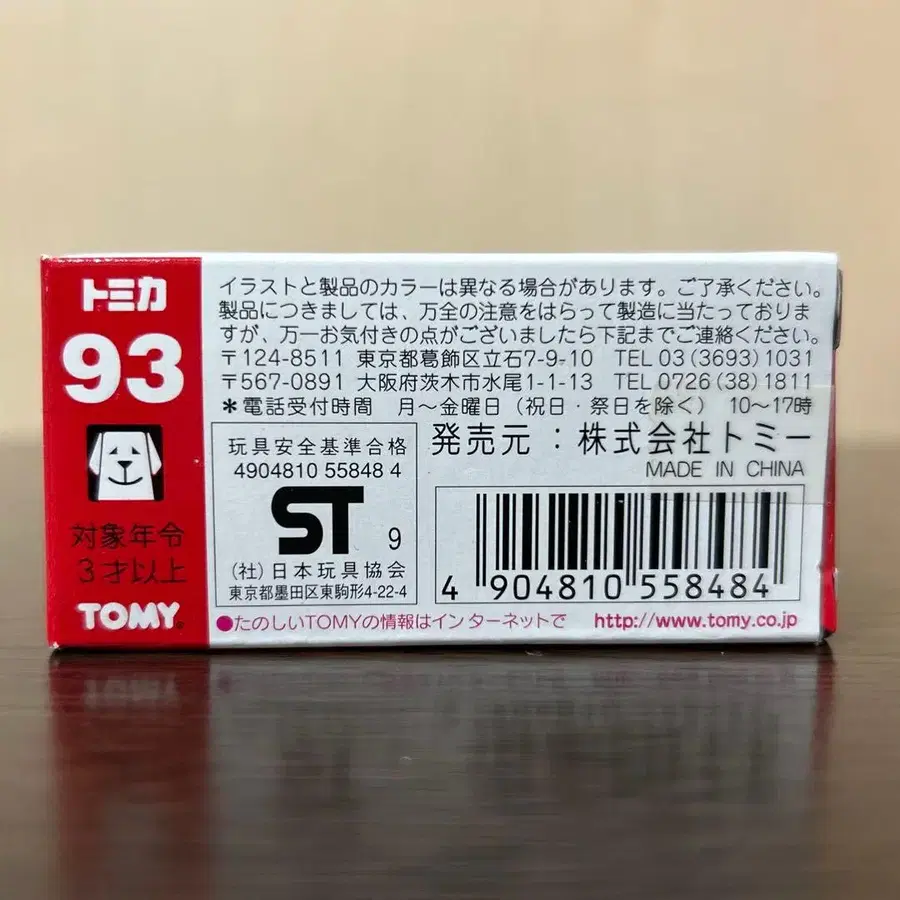 トミカ
93
対象年令
3才以上
TOMY
イラストと製品のカラーは異なる場合があります。ご了承ください。
製品につきましては、万全の注意をはらって製造に当たっておりま
すが、万一お気付きの点がございましたら下記までご連絡ください。
〒124-8511 東京都葛飾区立石7-9-10 TEL 03 (3693) 1031
〒567-0891 大阪府茨木市水尾1-1-13 TEL 0726 (38) 1811
＊電話受付時間 月〜金曜日（祝日・祭日を除く） 10〜17時
玩具安全基準合格
4904810 55848 4
ST 9
(社)日本玩具協会
東京都墨田区東駒形4-22-4
発売元：株式会社トミー
MADE IN CHINA
4 904810 558484
●たのしいTOMYの情報はインターネットで http://www.tomy.co.jp